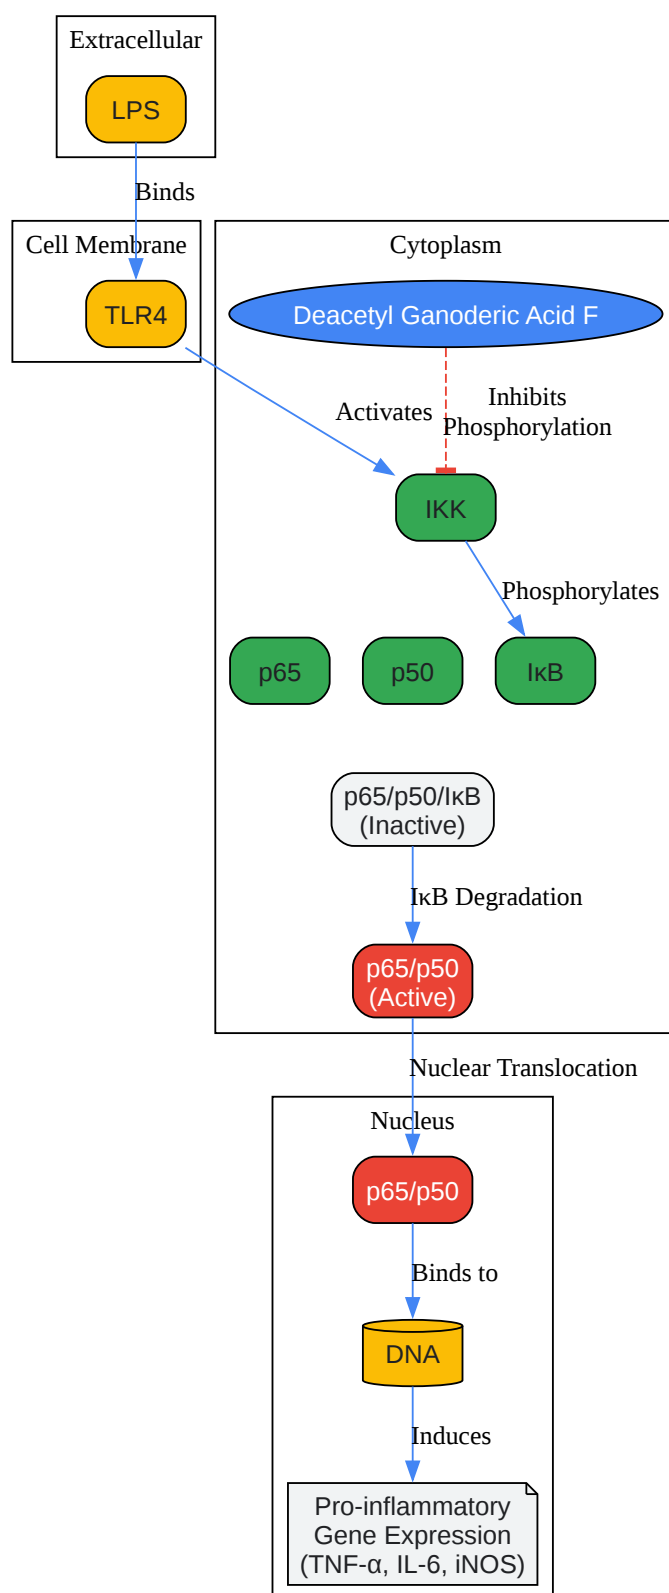 Extracellular
LPS
Binds
Cell Membrane
TLR4
Cytoplasm
Deacetyl Ganoderic Acid F
Activates
Inhibits
Phosphorylation
IKK
Phosphorylates
p65
p50
IκB
p65/p50/IκB
(Inactive)
IκB Degradation
p65/p50
(Active)
Nuclear Translocation
Nucleus
p65/p50
Binds to
DNA
Induces
Pro-inflammatory
Gene Expression
(TNF-α, IL-6, iNOS)